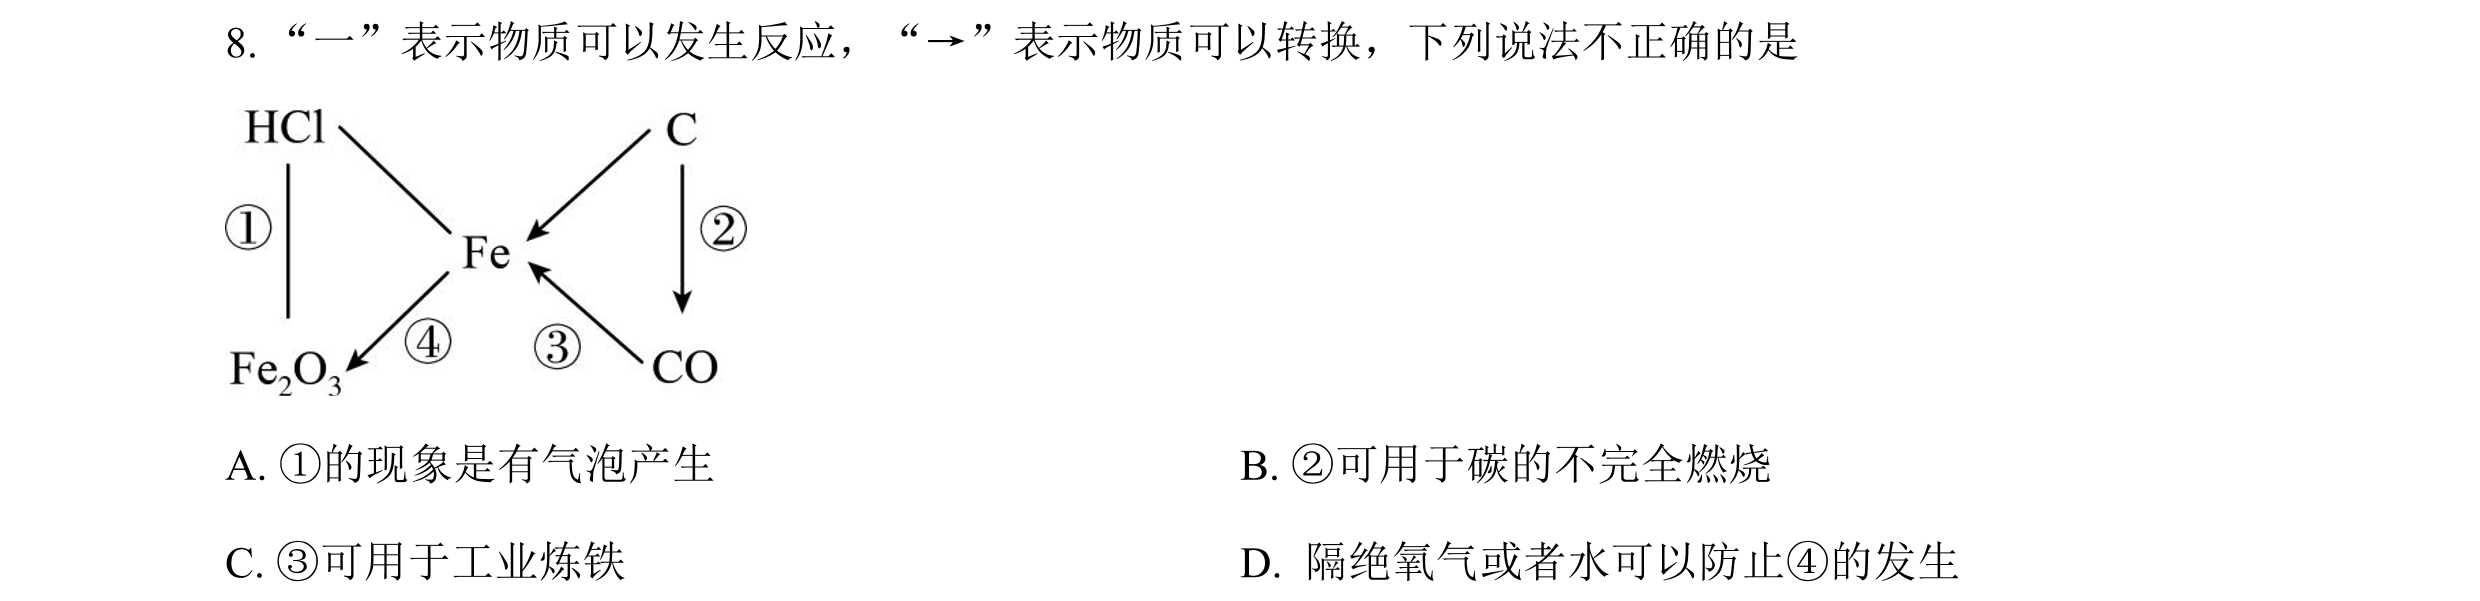 8. “一”表示物质可以发生反应，“→”表示物质可以转换，下列说法不正确的是
HCl C
① ②
Fe
④ ③
Fe₂O₃ CO
A. ①的现象是有气泡产生 B. ②可用于碳的不完全燃烧
C. ③可用于工业炼铁 D. 隔绝氧气或者水可以防止④的发生